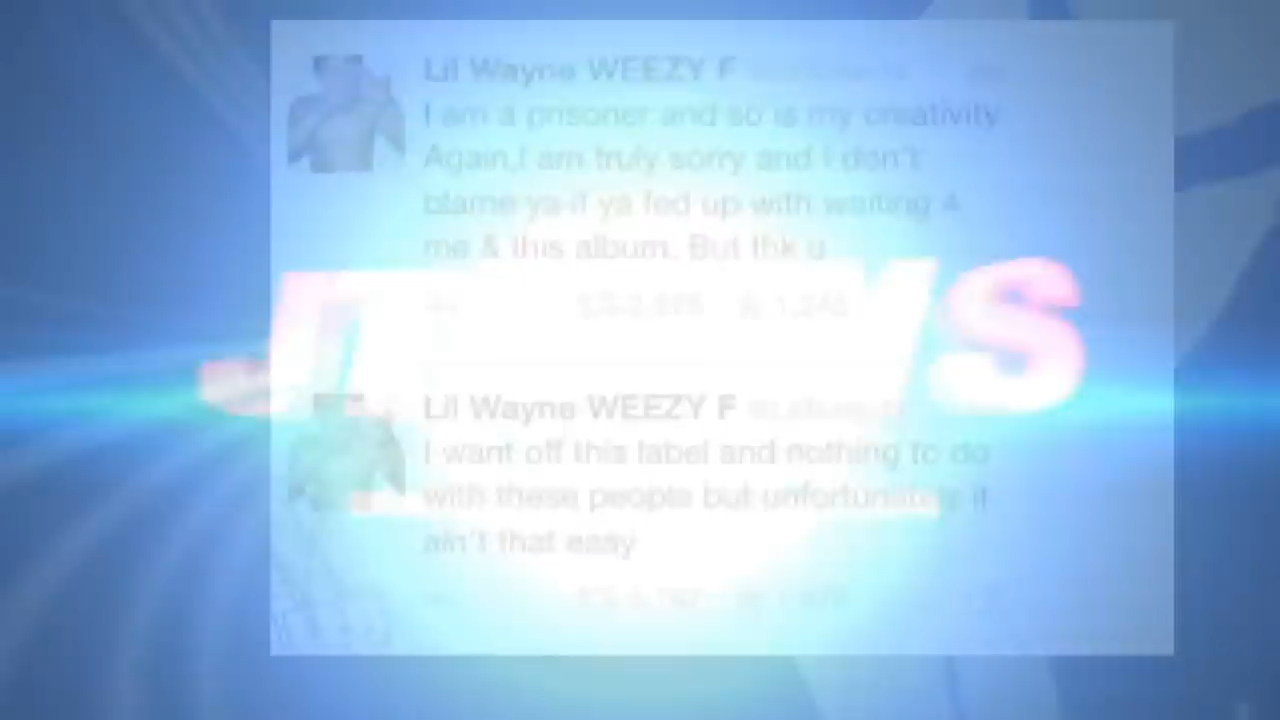 Lil Wayne WEEZY F
I am a prisoner and so is my creativity
Again,I am truly sorry and I don't
blame ya if ya fed up with waiting 4
me & this album. But thk u
Lil Wayne WEEZY F
I want off this label and nothing to do
with these people but unfortunately it
ain't that easy